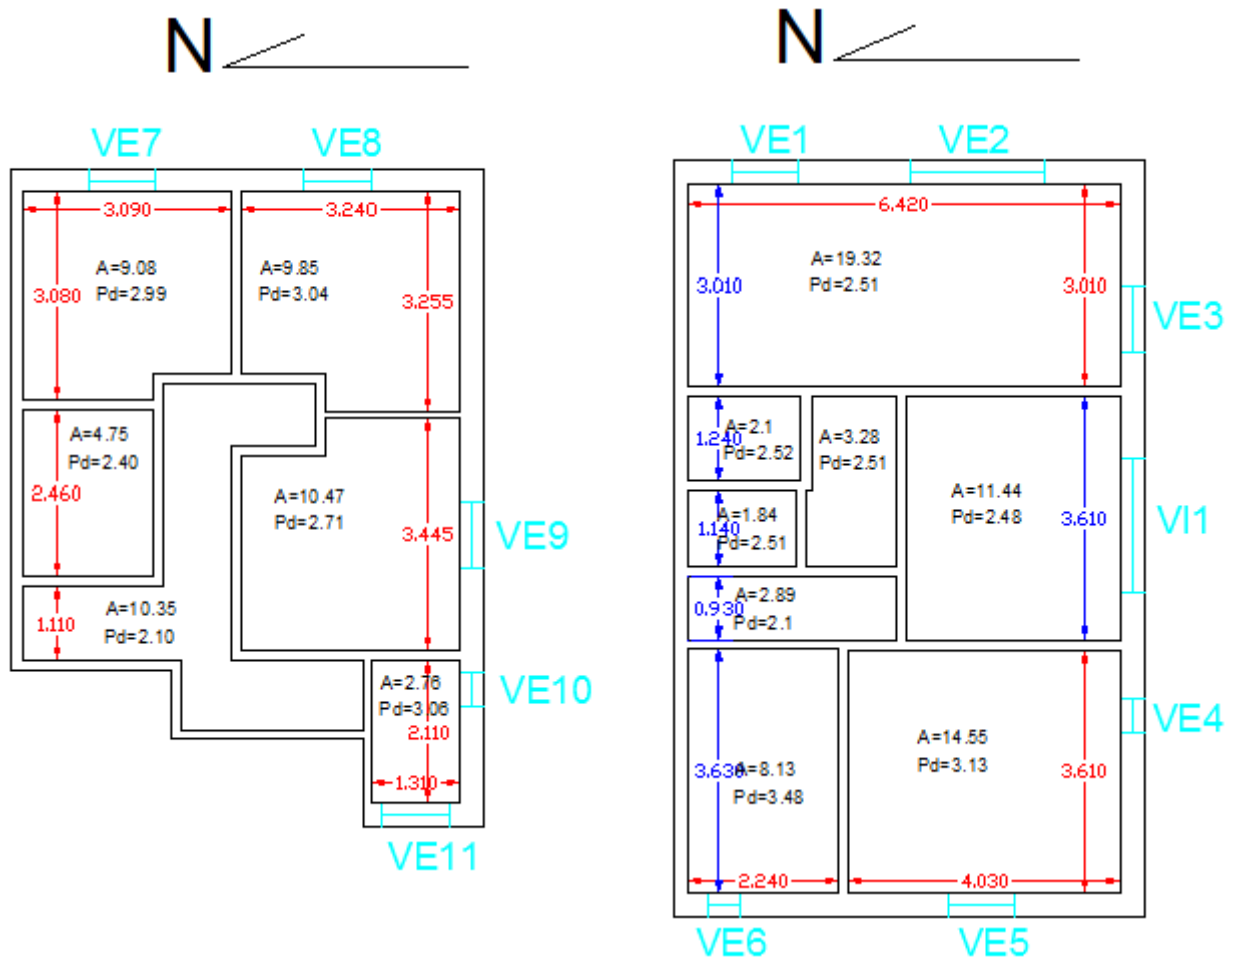 N
VE7
VE8
3.090
3.240
A=9.08
Pd=2.99
A=9.85
Pd=3.04
3.080
3.255
A=4.75
Pd=2.40
2.460
A=10.47
Pd=2.71
3.445
VE9
1.110
A=10.35
Pd=2.10
A=2.76
Pd=3.06
2.110
VE10
1.310
VE11
N
VE1
VE2
6.420
A=19.32
Pd=2.51
3.010
3.010
VE3
A=2.1
Pd=2.52
1.240
A=3.28
Pd=2.51
A=1.84
Pd=2.51
1.140
A=11.44
Pd=2.48
3.610
VI1
A=2.89
Pd=2.1
0.930
A=8.13
Pd=3.48
3.630
A=14.55
Pd=3.13
3.610
VE4
2.240
4.030
VE6
VE5